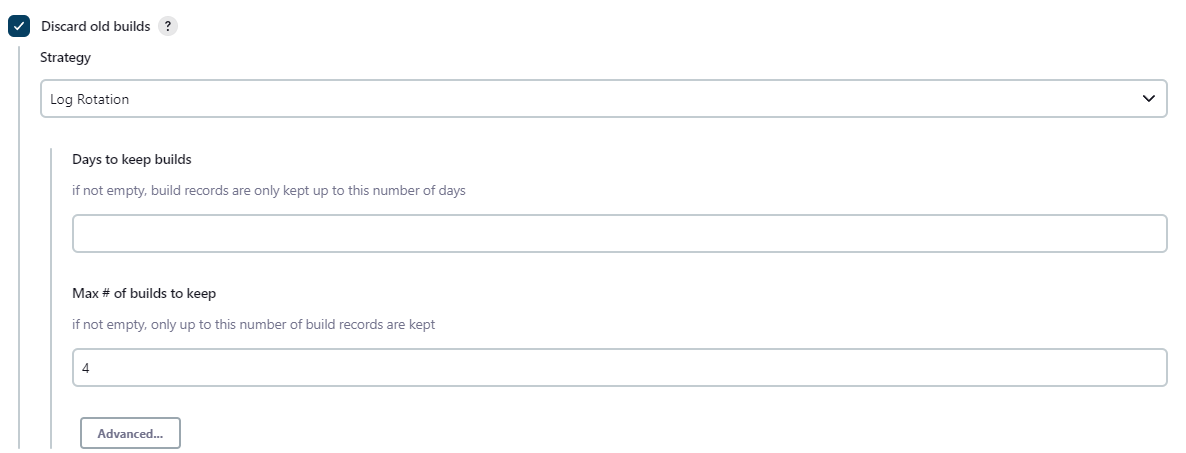 Discard old builds ?
Strategy
Log Rotation
Days to keep builds
if not empty, build records are only kept up to this number of days
Max # of builds to keep
if not empty, only up to this number of build records are kept
4
Advanced...